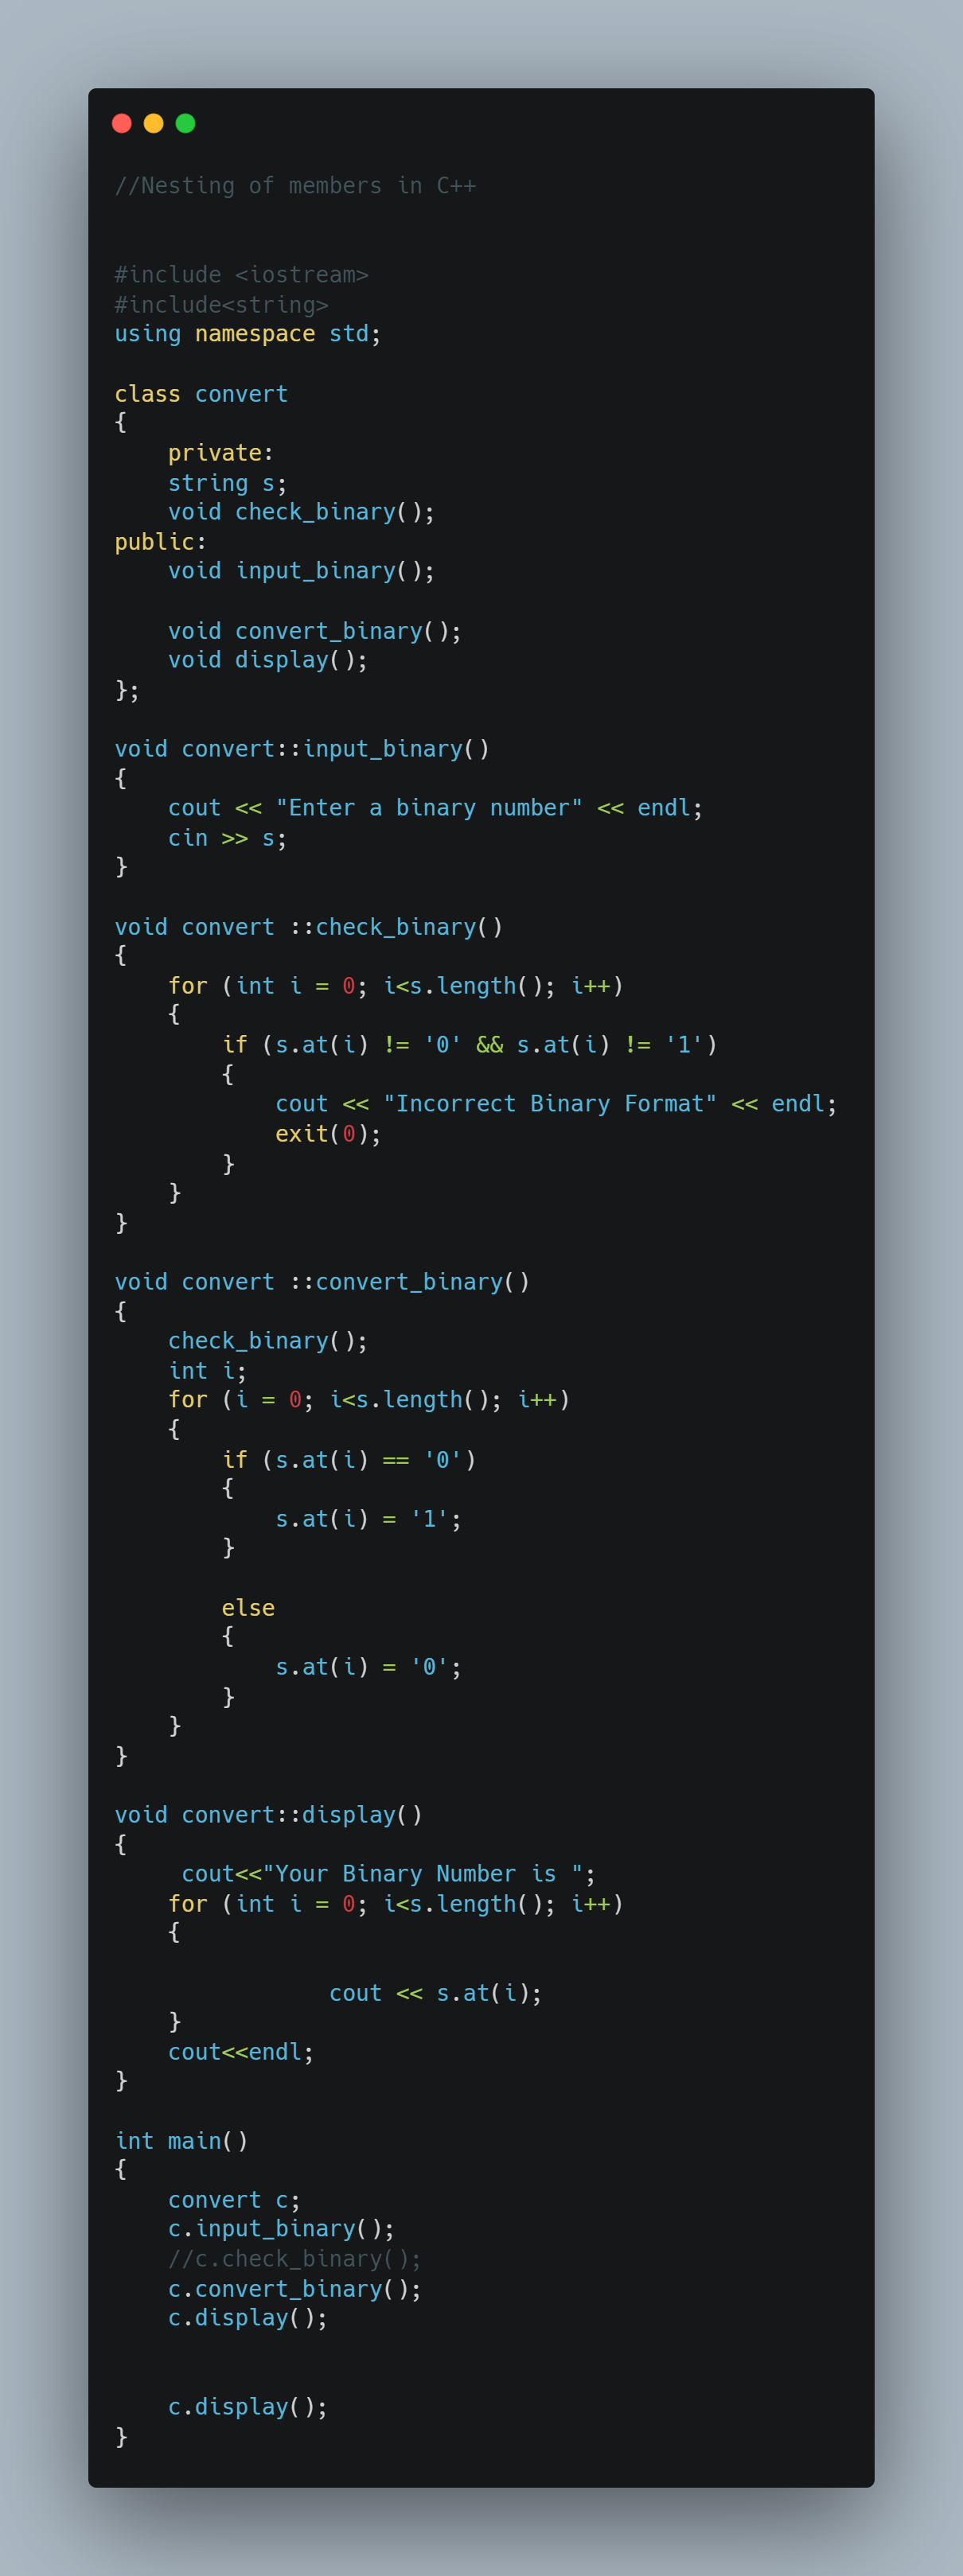 //Nesting of members in C++
#include <iostream>
#include<string>
using namespace std;
class convert
{
    private:
    string s;
    void check_binary();
public:
    void input_binary();
    void convert_binary();
    void display();
};
void convert::input_binary()
{
    cout << "Enter a binary number" << endl;
    cin >> s;
}
void convert ::check_binary()
{
    for (int i = 0; i<s.length(); i++)
    {
        if (s.at(i) != '0' && s.at(i) != '1')
        {
            cout << "Incorrect Binary Format" << endl;
            exit(0);
        }
    }
}
void convert ::convert_binary()
{
    check_binary();
    int i;
    for (i = 0; i<s.length(); i++)
    {
        if (s.at(i) == '0')
        {
            s.at(i) = '1';
        }
        else
        {
            s.at(i) = '0';
        }
    }
}
void convert::display()
{
     cout<<"Your Binary Number is ";
    for (int i = 0; i<s.length(); i++)
    {
                cout << s.at(i);
    }
    cout<<endl;
}
int main()
{
    convert c;
    c.input_binary();
    //c.check_binary();
    c.convert_binary();
    c.display();
    c.display();
}